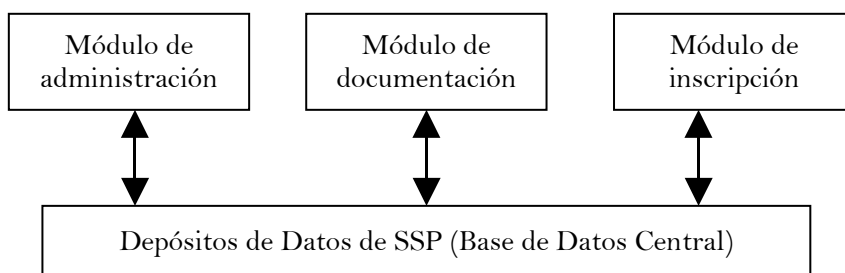 Módulo de
administración
Módulo de
documentación
Módulo de
inscripción
Depósitos de Datos de SSP (Base de Datos Central)